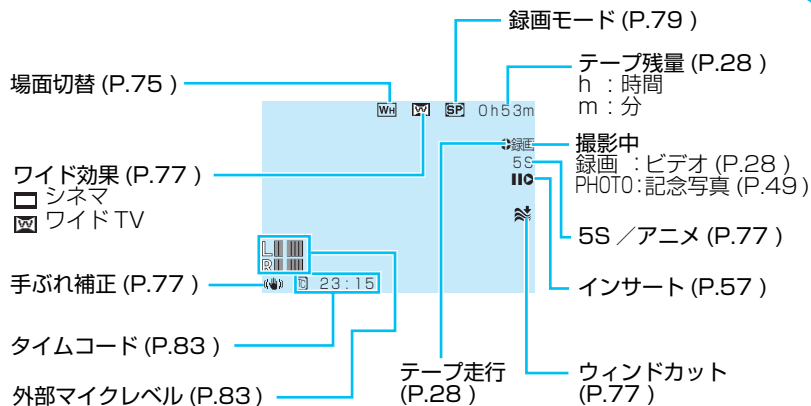 録画モード (P.79 )
場面切替 (P.75 )
テープ残量 (P.28 )
h : 時間
m : 分
WH W SP 0h53m
録画
撮影中
録画 : ビデオ (P.28 )
PHOTO : 記念写真 (P.49 )
5S
ワイド効果 (P.77 )
シネマ
W ワイド TV
5S ／アニメ (P.77 )
L
R
手ぶれ補正 (P.77 )
23:15
インサート (P.57 )
タイムコード (P.83 )
テープ走行
(P.28 )
ウィンドカット
(P.77 )
外部マイクレベル (P.83 )